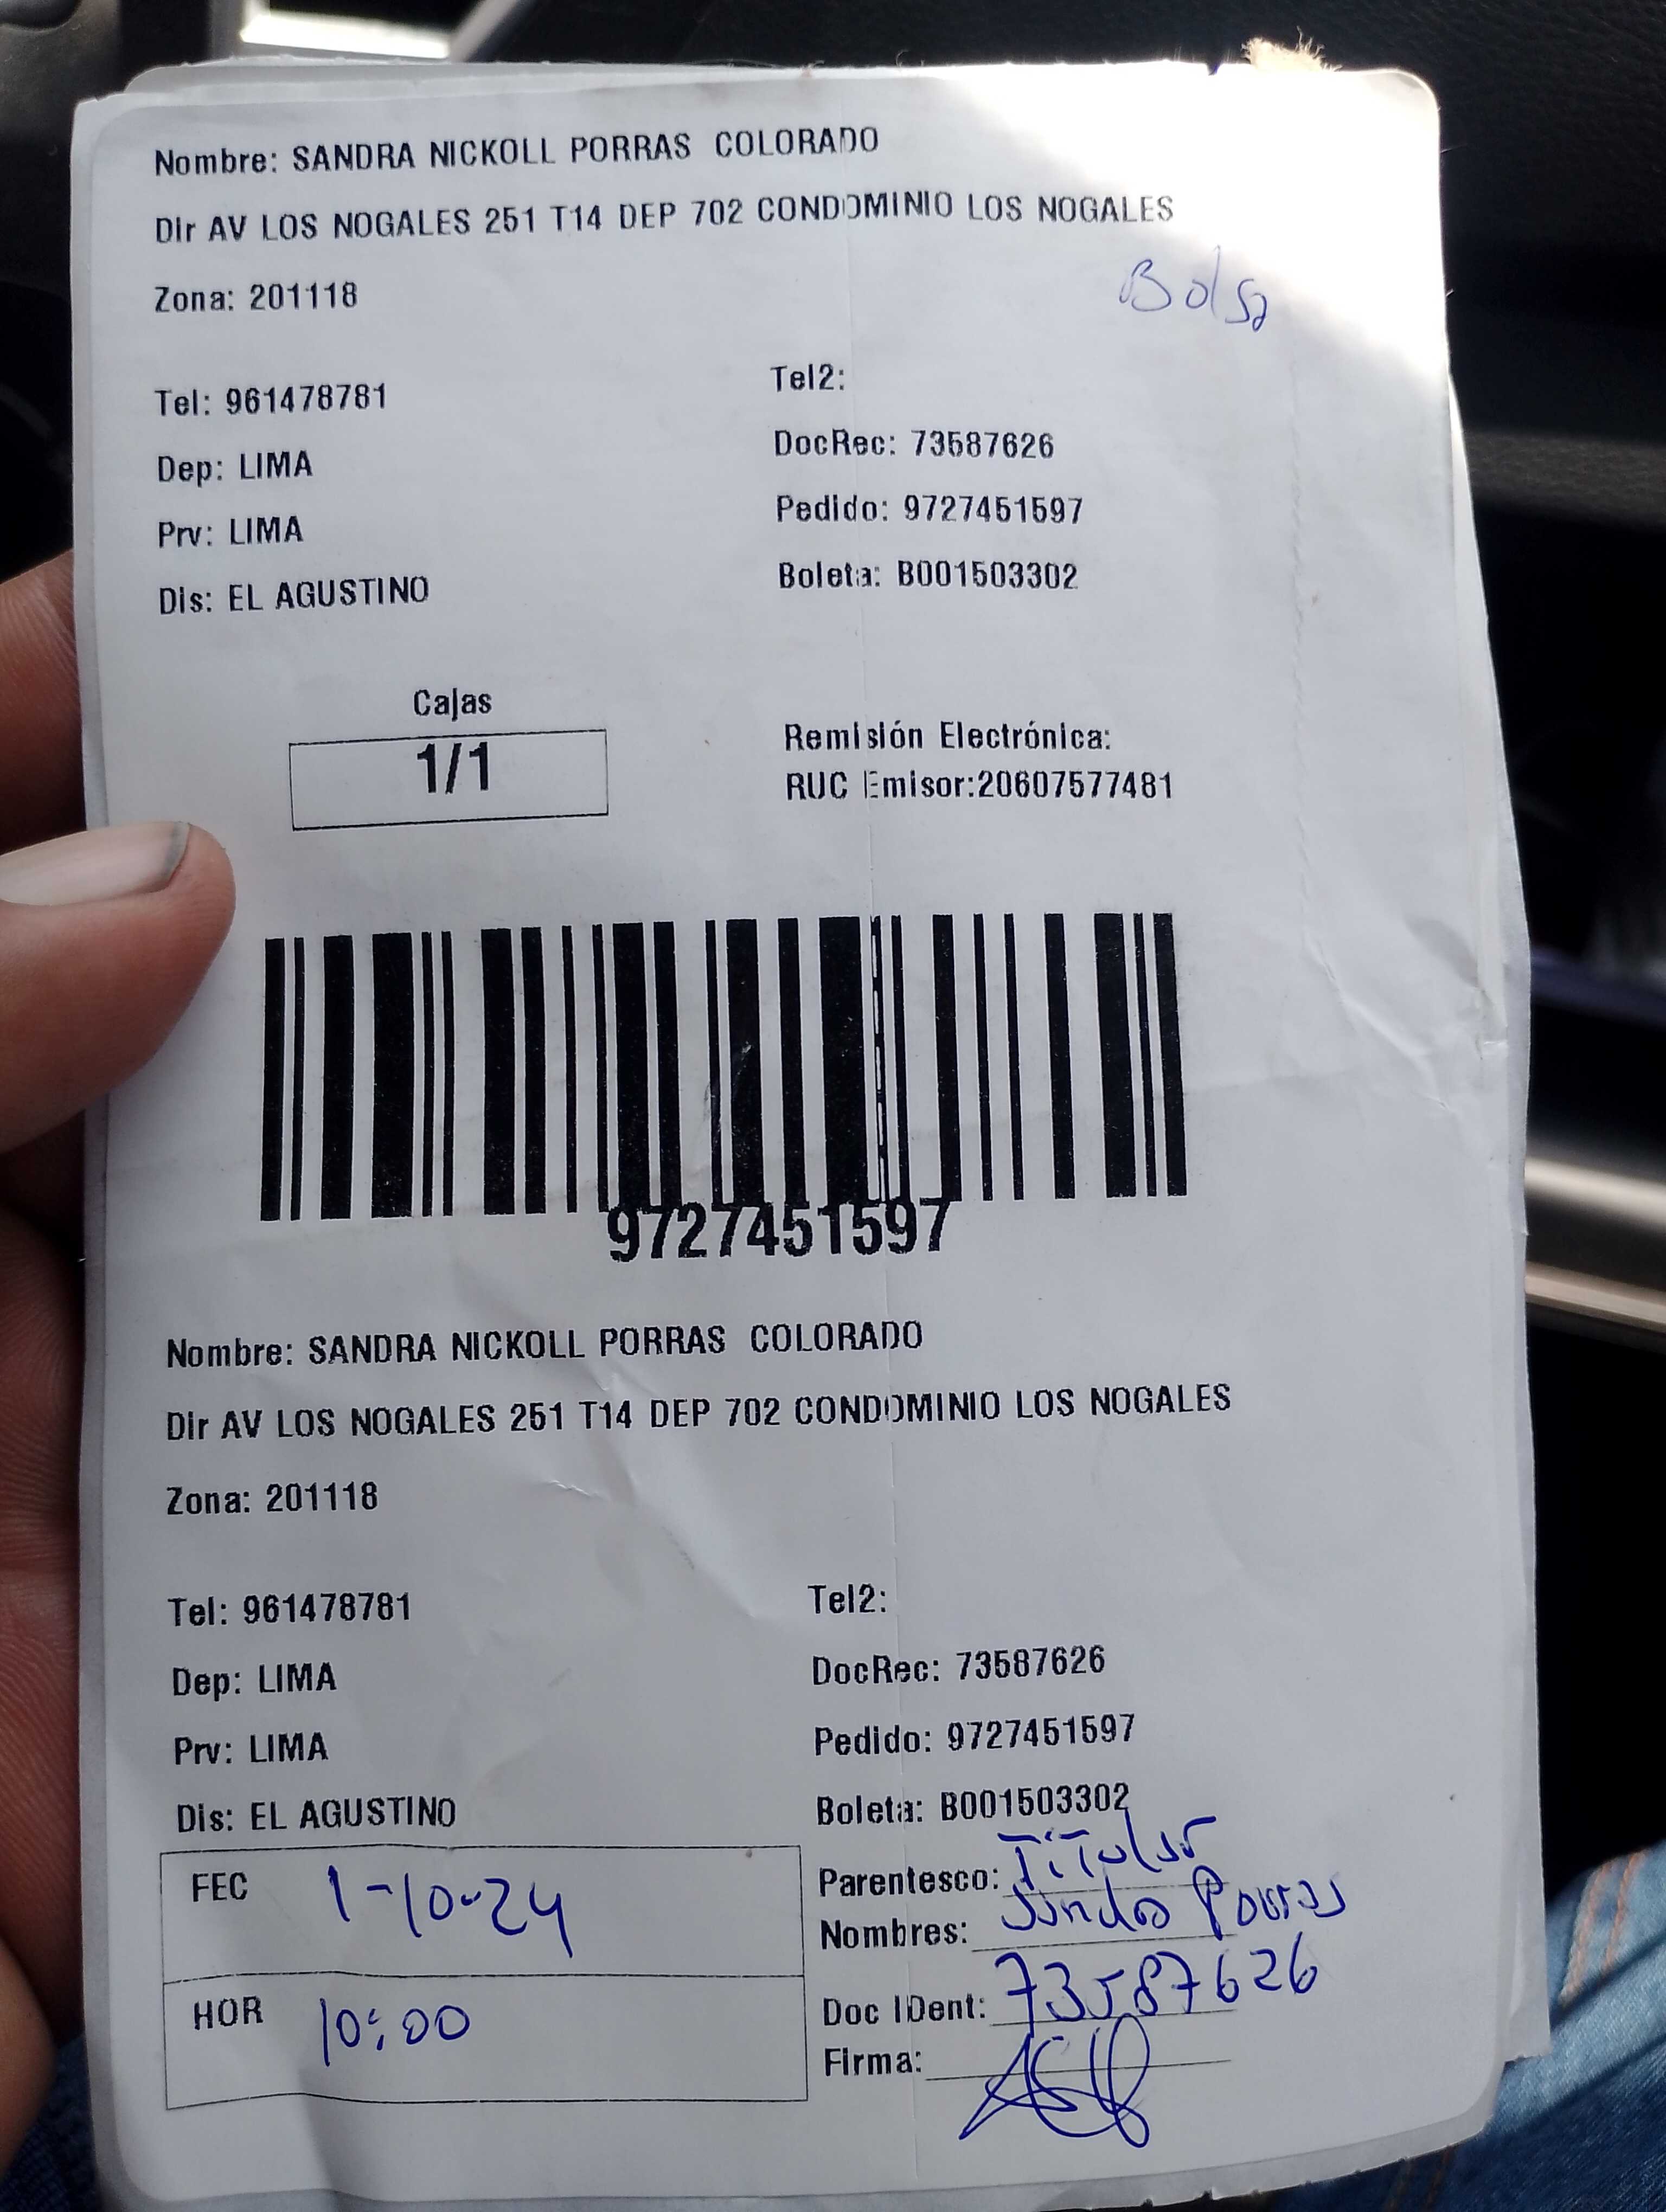 Nombre: SANDRA NICKOLL PORRAS COLORADO
Dir AV LOS NOGALES 251 T14 DEP 702 CONDOMINIO LOS NOGALES
Bolsa
Zona: 201118
Tel: 961478781
Tel2:
Dep: LIMA
DocRec: 73587626
Prv: LIMA
Pedido: 9727451597
Dis: EL AGUSTINO
Boleta: B001503302
Cajas
1/1
Remisión Electrónica:
RUC Emisor:20607577481
9727451597
Nombre: SANDRA NICKOLL PORRAS COLORADO
Dir AV LOS NOGALES 251 T14 DEP 702 CONDOMINIO LOS NOGALES
Zona: 201118
Tel: 961478781
Tel2:
Dep: LIMA
DocRec: 73587626
Prv: LIMA
Pedido: 9727451597
Dis: EL AGUSTINO
Boleta: B001503302
FEC 1-10-24
Parentesco: Titular
Nombres: Sandra Porras
HOR 10:00
Doc IDent: 73587626
Firma: